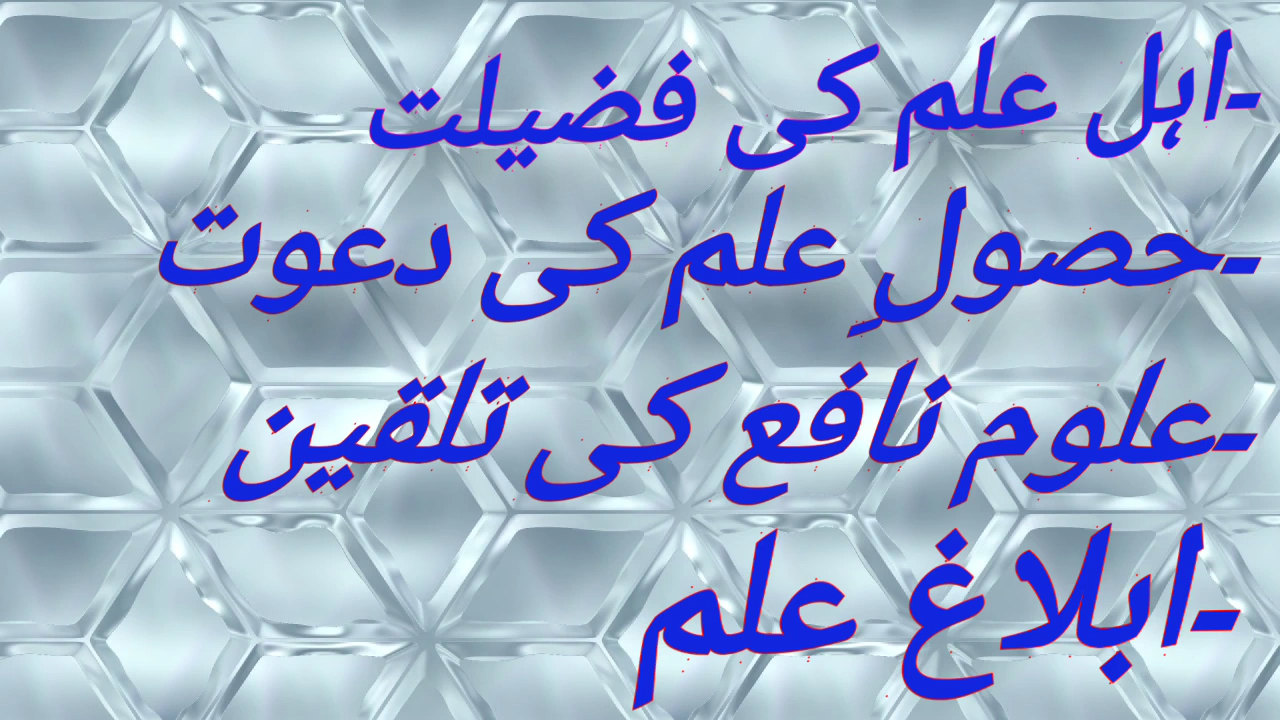 -اہل علم کی فضیلت
-حصولِ علم کی دعوت
-علوم نافع کی تلقین
-ابلاغ علم